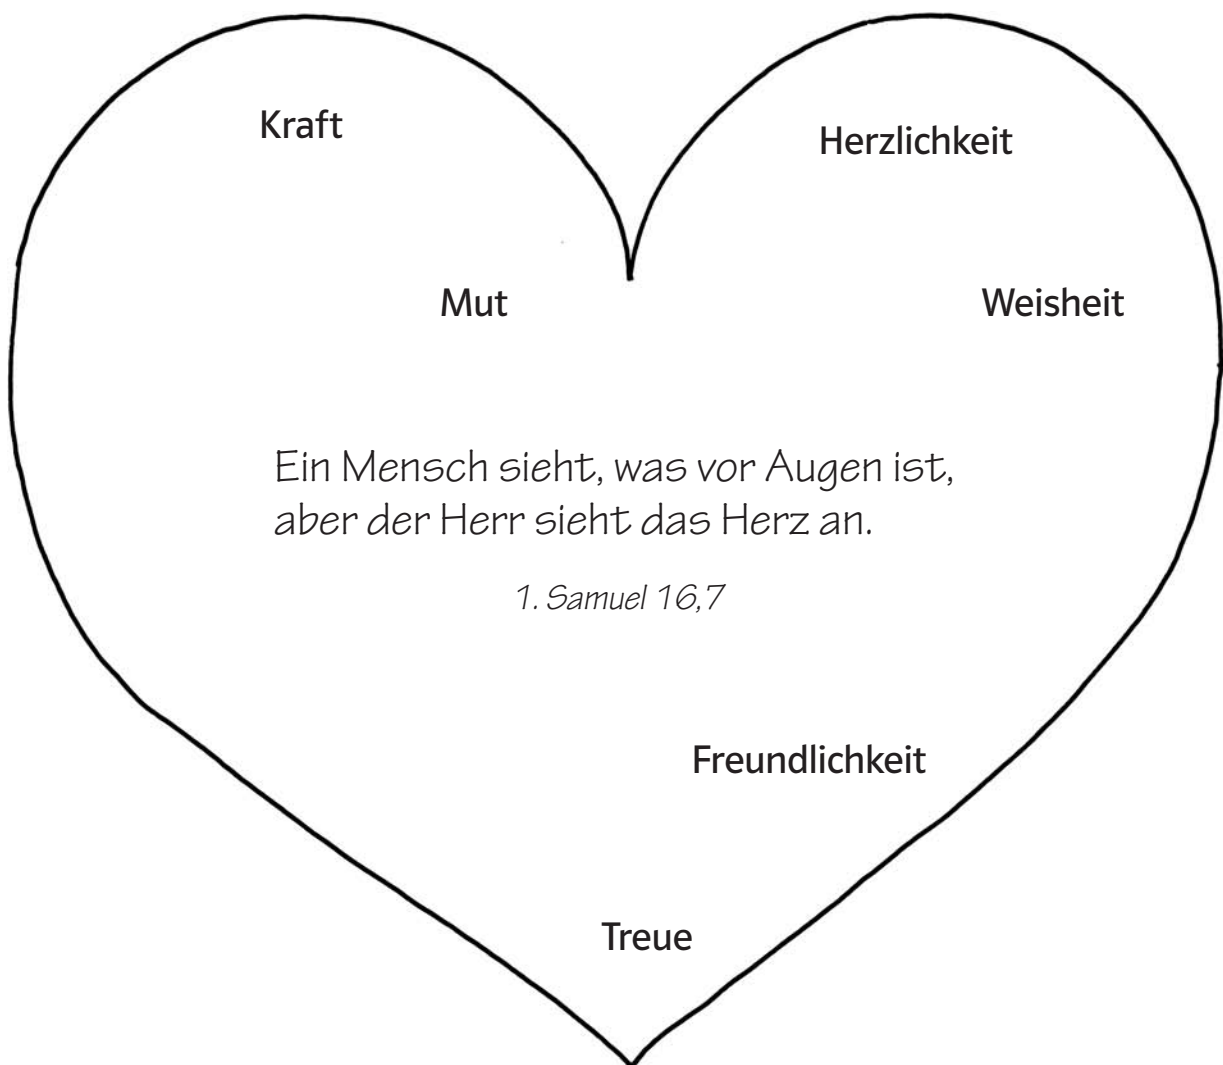 Kraft
Herzlichkeit
Mut
Weisheit
Ein Mensch sieht, was vor Augen ist,
aber der Herr sieht das Herz an.
1. Samuel 16,7
Freundlichkeit
Treue